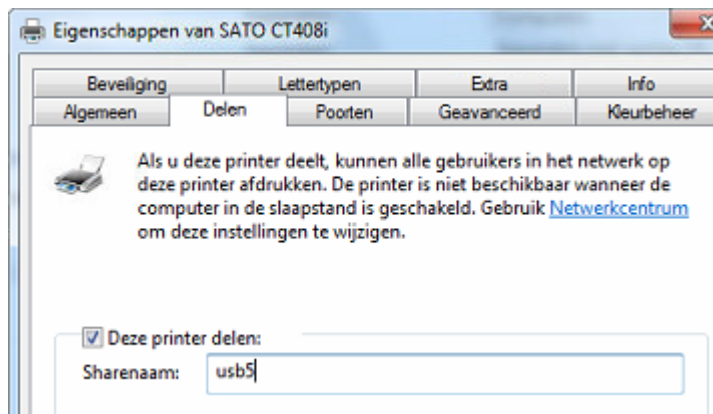 Eigenschappen van SATO CT408i
Beveiliging Lettertypen Extra Info
Algemeen Delen Poorten Geavanceerd Kleurbeheer
Als u deze printer deelt, kunnen alle gebruikers in het netwerk op
deze printer afdrukken. De printer is niet beschikbaar wanneer de
computer in de slaapstand is geschakeld. Gebruik Netwerkcentrum
om deze instellingen te wijzigen.
Deze printer delen:
Sharenaam: usb5